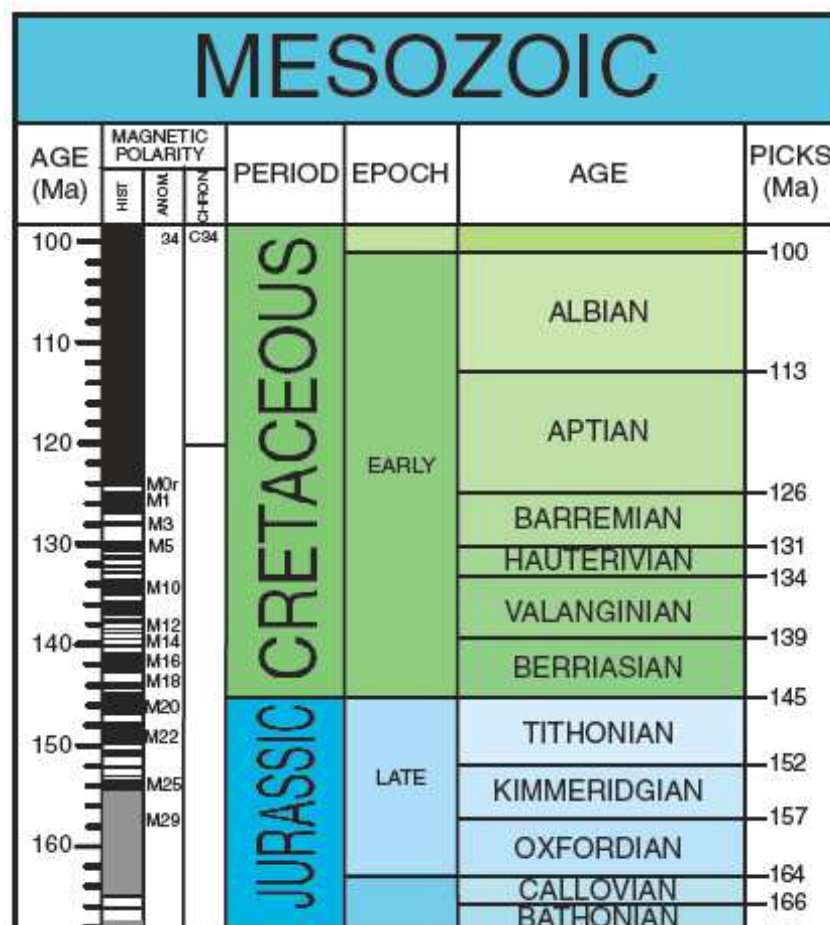 MESOZOIC
AGE
(Ma)
MAGNETIC
POLARITY
HIST
ANOM.
CHRON
PERIOD
EPOCH
AGE
PICKS
(Ma)
100
34
C34
100
ALBIAN
110
113
APTIAN
120
EARLY
M0r
126
M1
BARREMIAN
M3
130
M5
131
HAUTERIVIAN
134
M10
VALANGINIAN
M12
139
140
M14
M16
BERRIASIAN
M18
145
CRETACEOUS
M20
TITHONIAN
M22
150
152
LATE
M25
KIMMERIDGIAN
157
M29
160
OXFORDIAN
164
CALLOVIAN
166
JURASSIC
BATHONIAN